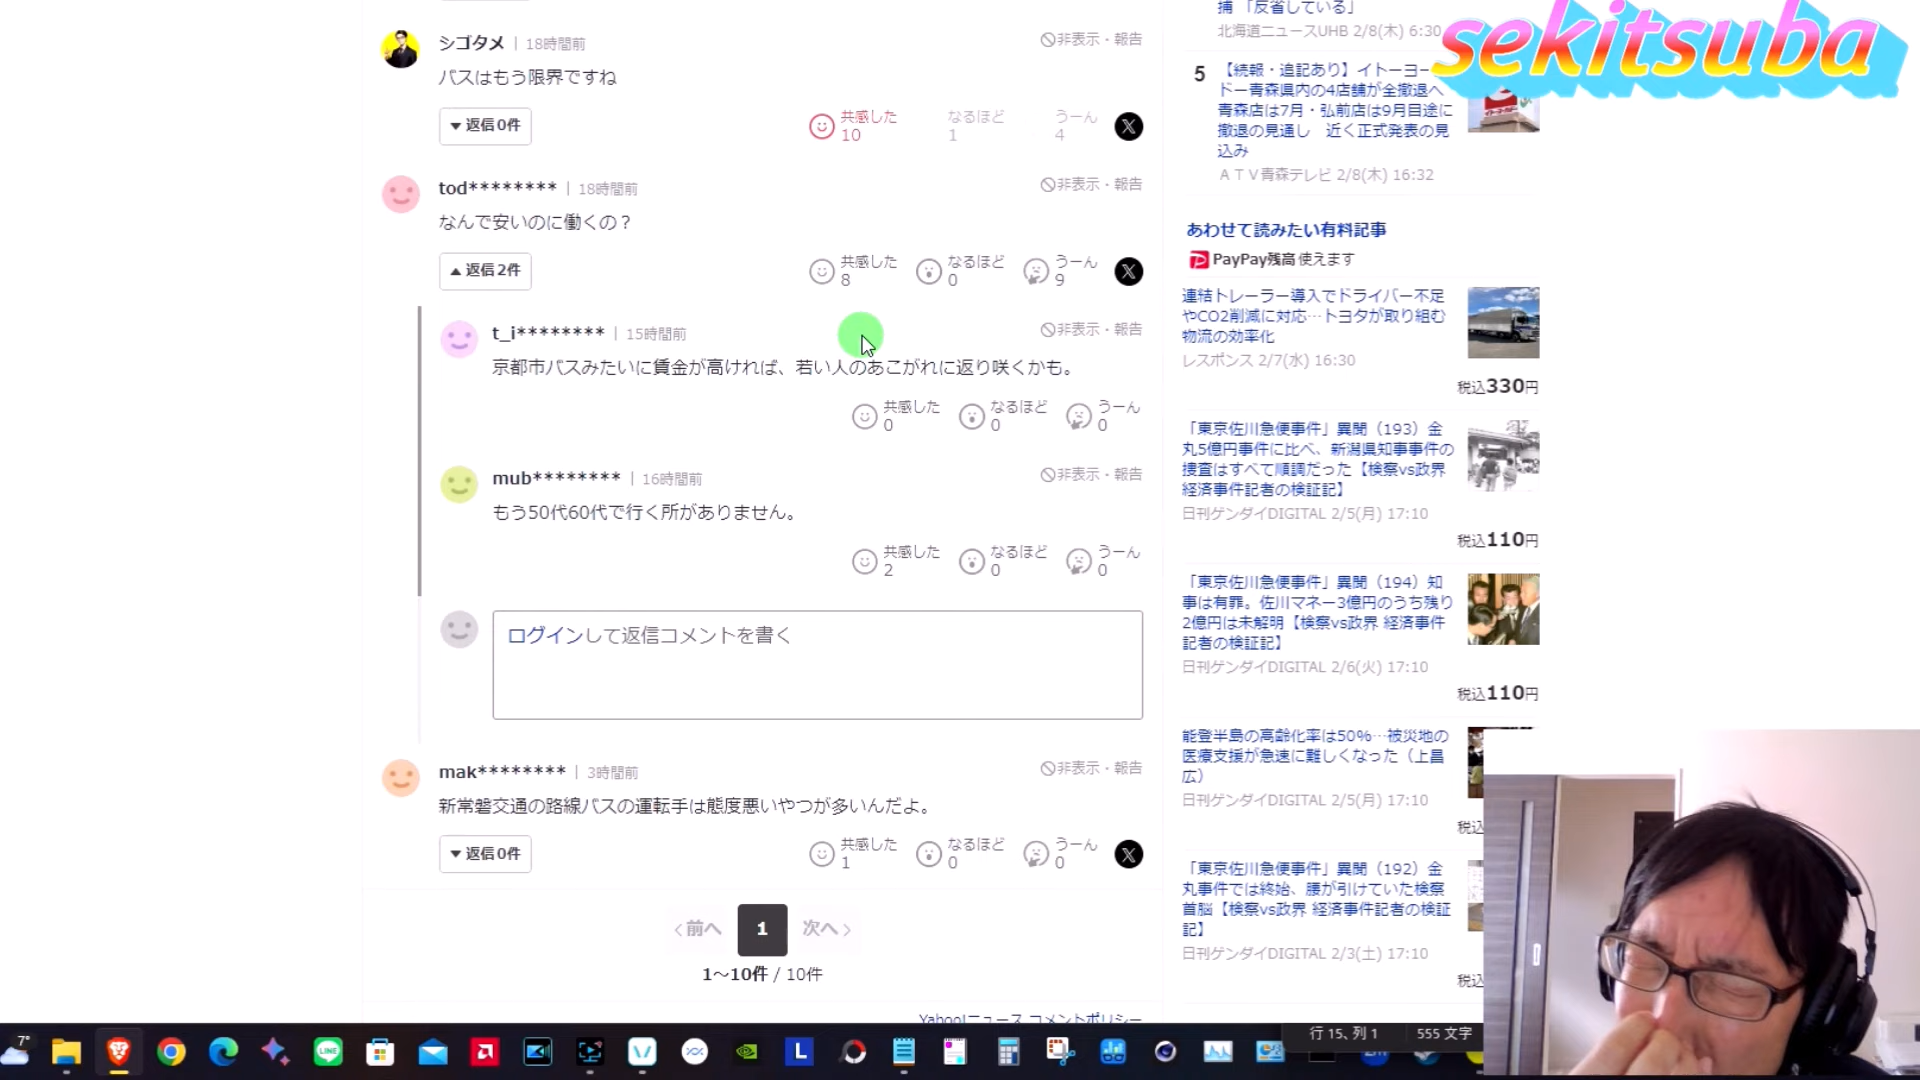 シゴタメ | 18時間前
非表示・報告
バスはもう限界ですね
返信0件
共感した
10
なるほど
1
うーん
4
tod******** | 18時間前
非表示・報告
なんで安いのに働くの？
返信2件
共感した
8
なるほど
0
うーん
9
t_i******** | 15時間前
非表示・報告
京都市バスみたいに賃金が高ければ、若い人のあこがれに返り咲くかも。
共感した
0
なるほど
0
うーん
0
mub******** | 16時間前
非表示・報告
もう50代60代で行く所がありません。
共感した
2
なるほど
0
うーん
0
ログインして返信コメントを書く
mak******** | 3時間前
非表示・報告
新常磐交通の路線バスの運転手は態度悪いやつが多いんだよ。
返信0件
共感した
1
なるほど
0
うーん
0
前へ
1
次へ
1〜10件 / 10件
Yahoo!ニュース コメントポリシー
捕 「反省している」
北海道ニュースUHB 2/8(木) 6:30
sekitsuba
5
【続報・追記あり】イトーヨー
ドー青森県内の4店舗が全撤退へ
青森店は7月・弘前店は9月目途に
撤退の見通し 近く正式発表の見
込み
ATV青森テレビ 2/8(木) 16:32
あわせて読みたい有料記事
PayPay残高 使えます
連結トレーラー導入でドライバー不足
やCO2削減に対応…トヨタが取り組む
物流の効率化
レスポンス 2/7(水) 16:30
税込330円
「東京佐川急便事件」異聞（193）金
丸5億円事件に比べ、新潟県知事事件の
捜査はすべて順調だった【検察vs政界
経済事件記者の検証記】
日刊ゲンダイDIGITAL 2/5(月) 17:10
税込110円
「東京佐川急便事件」異聞（194）知
事は有罪。佐川マネー3億円のうち残り
2億円は未解明【検察vs政界 経済事件
記者の検証記】
日刊ゲンダイDIGITAL 2/6(火) 17:10
税込110円
能登半島の高齢化率は50%…被災地の
医療支援が急速に難しくなった（上昌
広）
日刊ゲンダイDIGITAL 2/5(月) 17:10
税込
「東京佐川急便事件」異聞（192）金
丸事件では終始、腰が引けていた検察
首脳【検察vs政界 経済事件記者の検証
記】
日刊ゲンダイDIGITAL 2/3(土) 17:10
税込
行 15、列 1
555 文字
7°
LINE
L